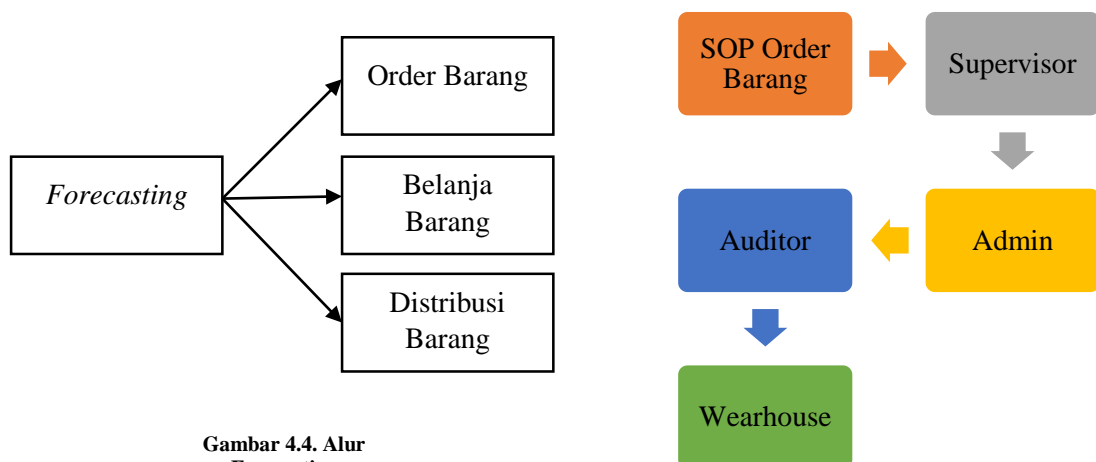 Forecasting
Order Barang
Belanja
Barang
Distribusi
Barang
Gambar 4.4. Alur
SOP Order
Barang
Supervisor
Admin
Auditor
Wearhouse